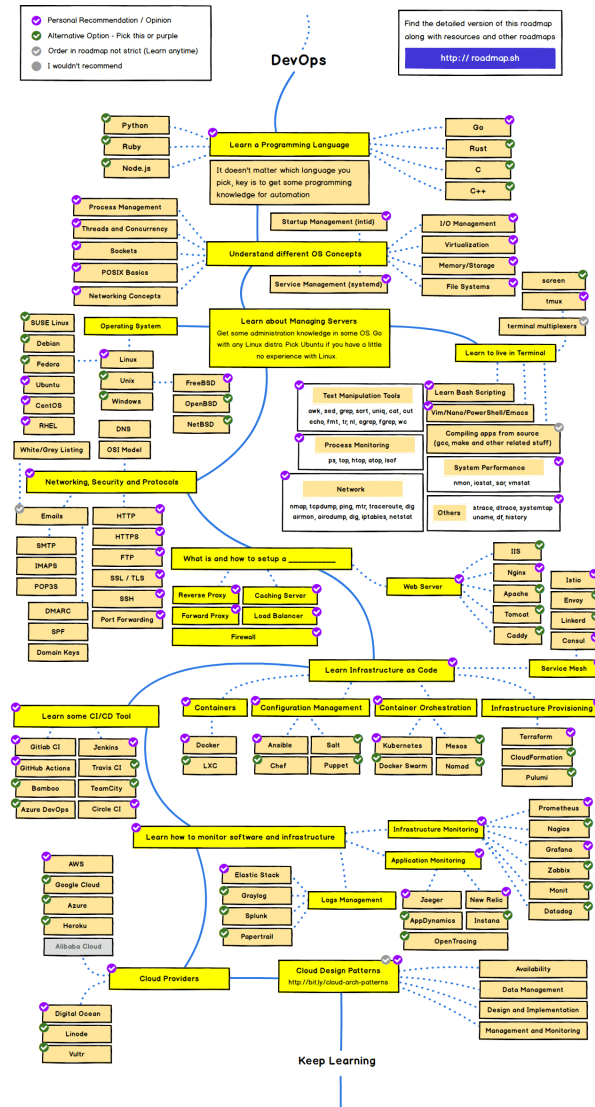 Personal Recommendation / Opinion
Alternative Option - Pick this or purple
Order in roadmap not strict (Learn anytime)
I wouldn't recommend
DevOps
Find the detailed version of this roadmap
along with resources and other roadmaps
http://roadmap.sh
Python
Ruby
Node.js
Learn a Programming Language
It doesn't matter which language you
pick, key is to get some programming
knowledge for automation
Go
Rust
C
C++
Process Management
Threads and Concurrency
Sockets
POSIX Basics
Networking Concepts
Startup Management (initd)
Understand different OS Concepts
Service Management (systemd)
I/O Management
Virtualization
Memory/Storage
File Systems
screen
tmux
terminal multiplexers
Learn to live in Terminal
Learn about Managing Servers
Get some administration knowledge in some OS. Go
with any Linux distro. Pick Ubuntu if you have a little
no experience with Linux.
Operating System
SUSE Linux
Debian
Fedora
Ubuntu
CentOS
RHEL
Linux
Unix
Windows
FreeBSD
OpenBSD
NetBSD
Text Manipulation Tools
awk, sed, grep, sort, uniq, cat, cut
echo, fmt, tr, nl, egrep, fgrep, wc
Process Monitoring
ps, top, htop, atop, lsof
Network
nmap, tcpdump, ping, mtr, traceroute, dig
airmon, airodump, dig, iptables, netstat
Learn Bash Scripting
Vim/Nano/PowerShell/Emacs
Compiling apps from source
(gcc, make and other related stuff)
System Performance
nmon, iostat, sar, vmstat
Others
strace, dtrace, systemtap
uname, df, history
DNS
OSI Model
White/Grey Listing
Networking, Security and Protocols
Emails
SMTP
IMAPS
POP3S
DMARC
SPF
Domain Keys
HTTP
HTTPS
FTP
SSL / TLS
SSH
Port Forwarding
What is and how to setup a ___________
Reverse Proxy
Caching Server
Forward Proxy
Load Balancer
Firewall
Web Server
IIS
Nginx
Apache
Tomcat
Caddy
Istio
Envoy
Linkerd
Consul
Service Mesh
Learn Infrastructure as Code
Containers
Docker
LXC
Configuration Management
Ansible
Salt
Chef
Puppet
Container Orchestration
Kubernetes
Mesos
Docker Swarm
Nomad
Infrastructure Provisioning
Terraform
CloudFormation
Pulumi
Learn some CI/CD Tool
Gitlab CI
Jenkins
GitHub Actions
Travis CI
Bamboo
TeamCity
Azure DevOps
Circle CI
Learn how to monitor software and infrastructure
Infrastructure Monitoring
Prometheus
Nagios
Grafana
Zabbix
Monit
Datadog
Application Monitoring
Jaeger
New Relic
AppDynamics
Instana
OpenTracing
Logs Management
Elastic Stack
Graylog
Splunk
Papertrail
AWS
Google Cloud
Azure
Heroku
Alibaba Cloud
Cloud Providers
Digital Ocean
Linode
Vultr
Cloud Design Patterns
http://bit.ly/cloud-arch-patterns
Availability
Data Management
Design and Implementation
Management and Monitoring
Keep Learning